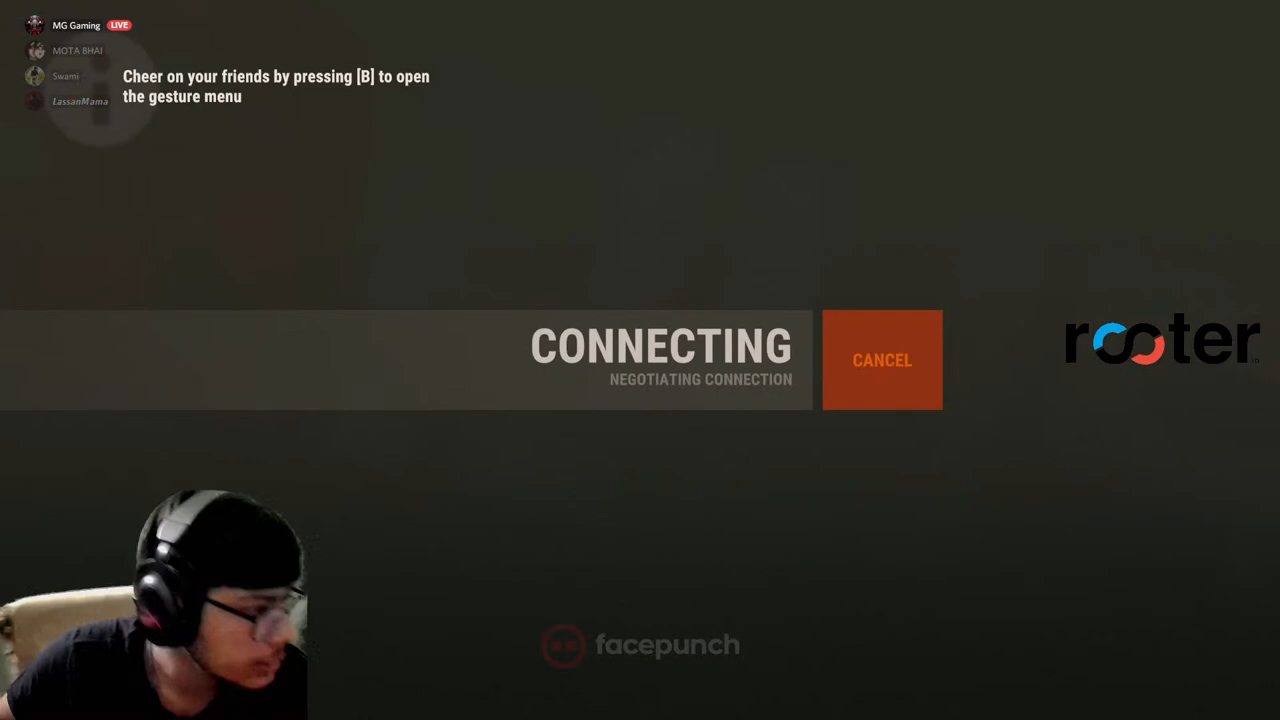 MG Gaming LIVE
MOTA BHAI
Swami
LassanMama
Cheer on your friends by pressing [B] to open
the gesture menu
CONNECTING
NEGOTIATING CONNECTION
CANCEL
rooter
facepunch